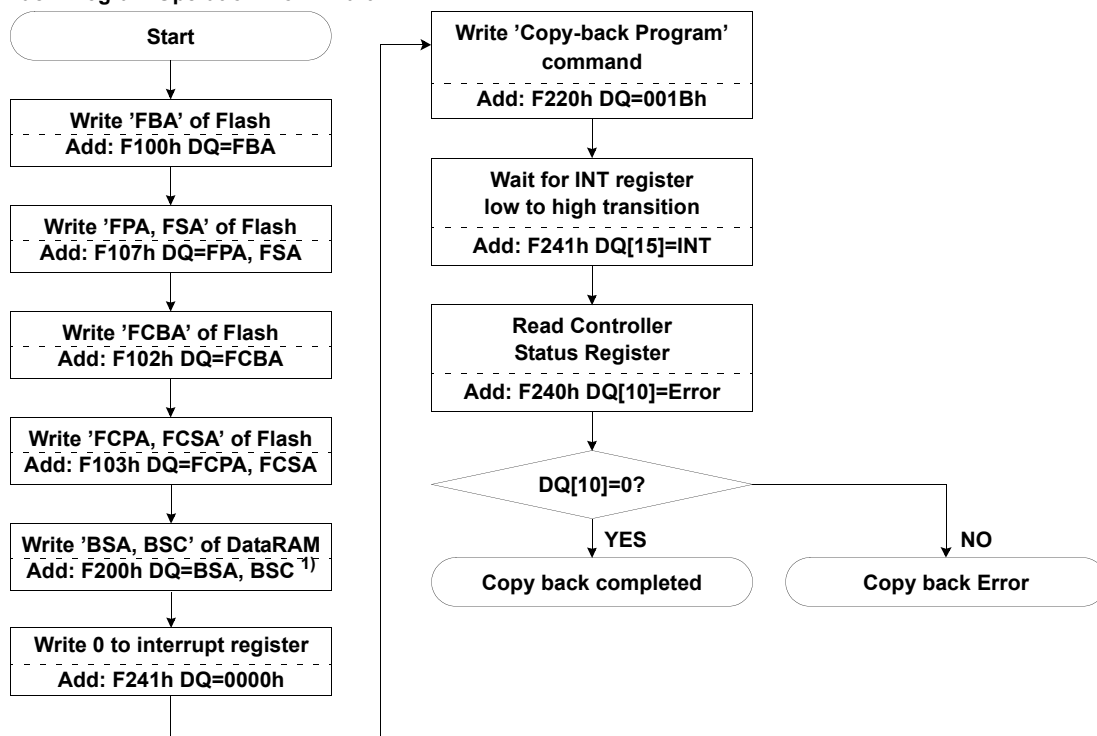 Start
Write 'FBA' of Flash
Add: F100h DQ=FBA
Write 'FPA, FSA' of Flash
Add: F107h DQ=FPA, FSA
Write 'FCBA' of Flash
Add: F102h DQ=FCBA
Write 'FCPA, FCSA' of Flash
Add: F103h DQ=FCPA, FCSA
Write 'BSA, BSC' of DataRAM
Add: F200h DQ=BSA, BSC 1)
Write 0 to interrupt register
Add: F241h DQ=0000h
Write 'Copy-back Program'
command
Add: F220h DQ=001Bh
Wait for INT register
low to high transition
Add: F241h DQ[15]=INT
Read Controller
Status Register
Add: F240h DQ[10]=Error
DQ[10]=0?
YES
NO
Copy back completed
Copy back Error